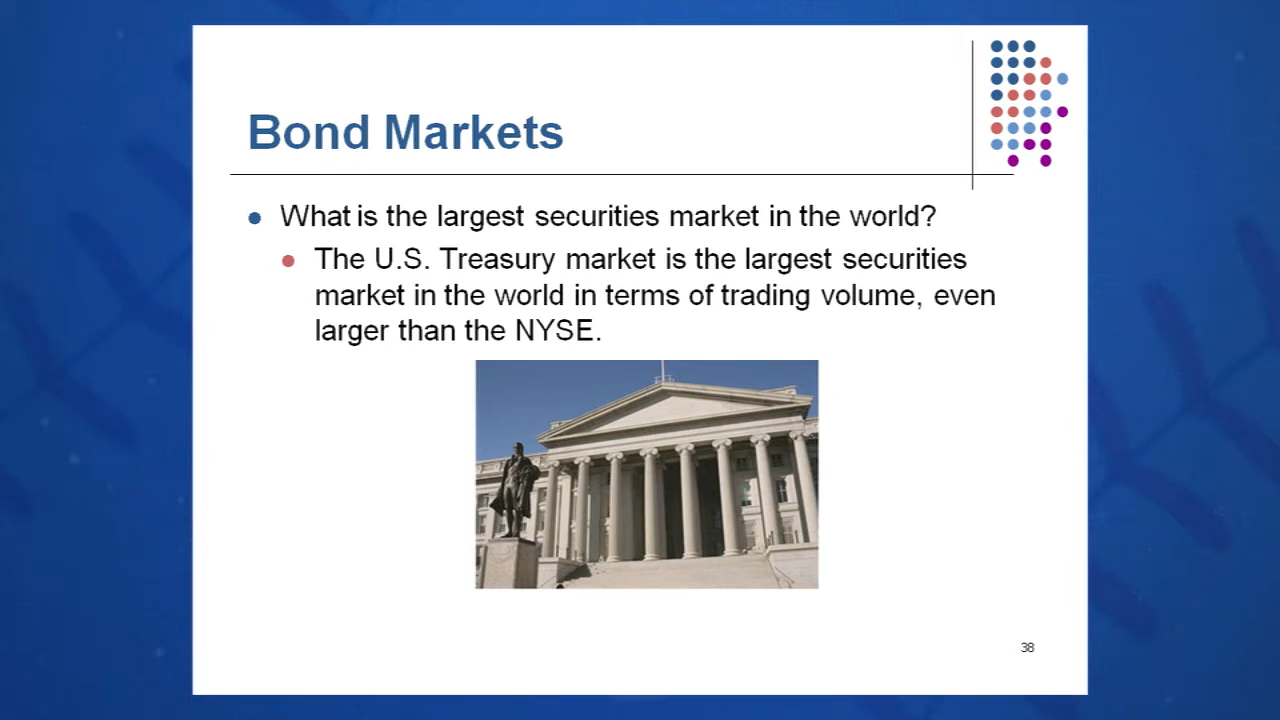 Bond Markets
What is the largest securities market in the world?
The U.S. Treasury market is the largest securities
market in the world in terms of trading volume, even
larger than the NYSE.
38